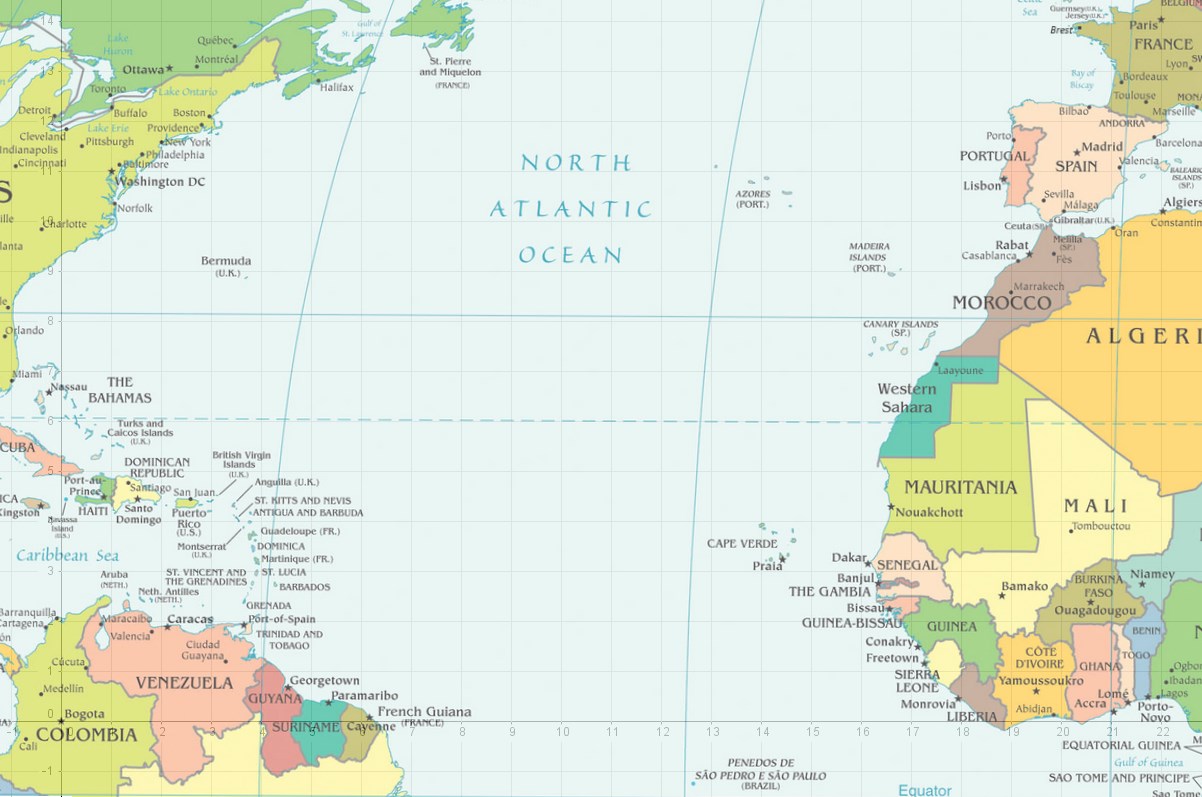 14
Lake
Huron
Québec
Gulf of
St. Lawrence
Celtic
Sea
Guernsey(U.K.)
Jersey(U.K.)
BELGIUM
Paris
Brest
FRANCE
Ottawa
Montréal
13
St. Pierre
and Miquelon
(FRANCE)
Toronto
Lake Ontario
Halifax
Lyon
SW
Bay of
Biscay
Bordeaux
Toulouse
MONA
Detroit
Buffalo
Boston
12
Bilbao
Marseille
ANDORRA
Lake Erie
Providence
Cleveland
Pittsburgh
New York
Indianapolis
Philadelphia
Cincinnati
Baltimore
11
Washington DC
S
Norfolk
NORTH
ATLANTIC
OCEAN
Porto
PORTUGAL
Lisbon
Madrid
SPAIN
Barcelona
Valencia
BALEARIC
ISLANDS
(SP.)
AZORES
(PORT.)
Sevilla
Málaga
Gibraltar(U.K.)
Ceuta(SP.)
Algiers
Constantin
Oran
ville
Charlotte
10
lanta
Bermuda
(U.K.)
9
MADEIRA
ISLANDS
(PORT.)
Rabat
Casablanca
Melilla
(SP.)
Fès
Marrakech
MOROCCO
8
Orlando
CANARY ISLANDS
(SP.)
ALGERI
Miami
Nassau
THE
BAHAMAS
Laayoune
Western
Sahara
6
Turks and
Caicos Islands
(U.K.)
CUBA
5
DOMINICAN
REPUBLIC
British Virgin
Islands
(U.K.)
Port-au-
Prince
Santiago
San Juan
Anguilla (U.K.)
ICA
Kingston
HAITI
Santo
Domingo
Puerto
Rico
(U.S.)
ST. KITTS AND NEVIS
ANTIGUA AND BARBUDA
Navassa
Island
(U.S.)
Guadeloupe (FR.)
Montserrat
(U.K.)
DOMINICA
Martinique (FR.)
Caribbean Sea
ST. LUCIA
3
Aruba
(NETH.)
ST. VINCENT AND
THE GRENADINES
BARBADOS
Neth. Antilles
(NETH.)
GRENADA
MAURITANIA
Nouakchott
MALI
Tombouctou
CAPE VERDE
Praia
Dakar
SENEGAL
Banjul
THE GAMBIA
Bissau
GUINEA-BISSAU
Bamako
BURKINA
FASO
Ouagadougou
Niamey
2
Barranquilla
Cartagena
Maracaibo
Caracas
Port-of-Spain
Valencia
TRINIDAD AND
TOBAGO
Ciudad
Guayana
Cúcuta
1
VENEZUELA
Medellín
Georgetown
GUYANA
Paramaribo
French Guiana
(FRANCE)
0
Bogota
COLOMBIA
SURINAME
Cayenne
Cali
GUINEA
Conakry
Freetown
SIERRA
LEONE
Monrovia
LIBERIA
CÔTE
D'IVOIRE
Yamoussoukro
Abidjan
GHANA
Accra
TOGO
BENIN
Lomé
Ogbo
Ibadan
Lagos
Porto-
Novo
N
-1
2
3
4
5
6
7
8
9
10
11
12
13
14
15
16
17
18
19
20
21
22
-1
EQUATORIAL GUINEA
M
Gulf of Guinea
SAO TOME AND PRINCIPE
Sao Tome
PENEDOS DE
SÃO PEDRO E SÃO PAULO
(BRAZIL)
Equator